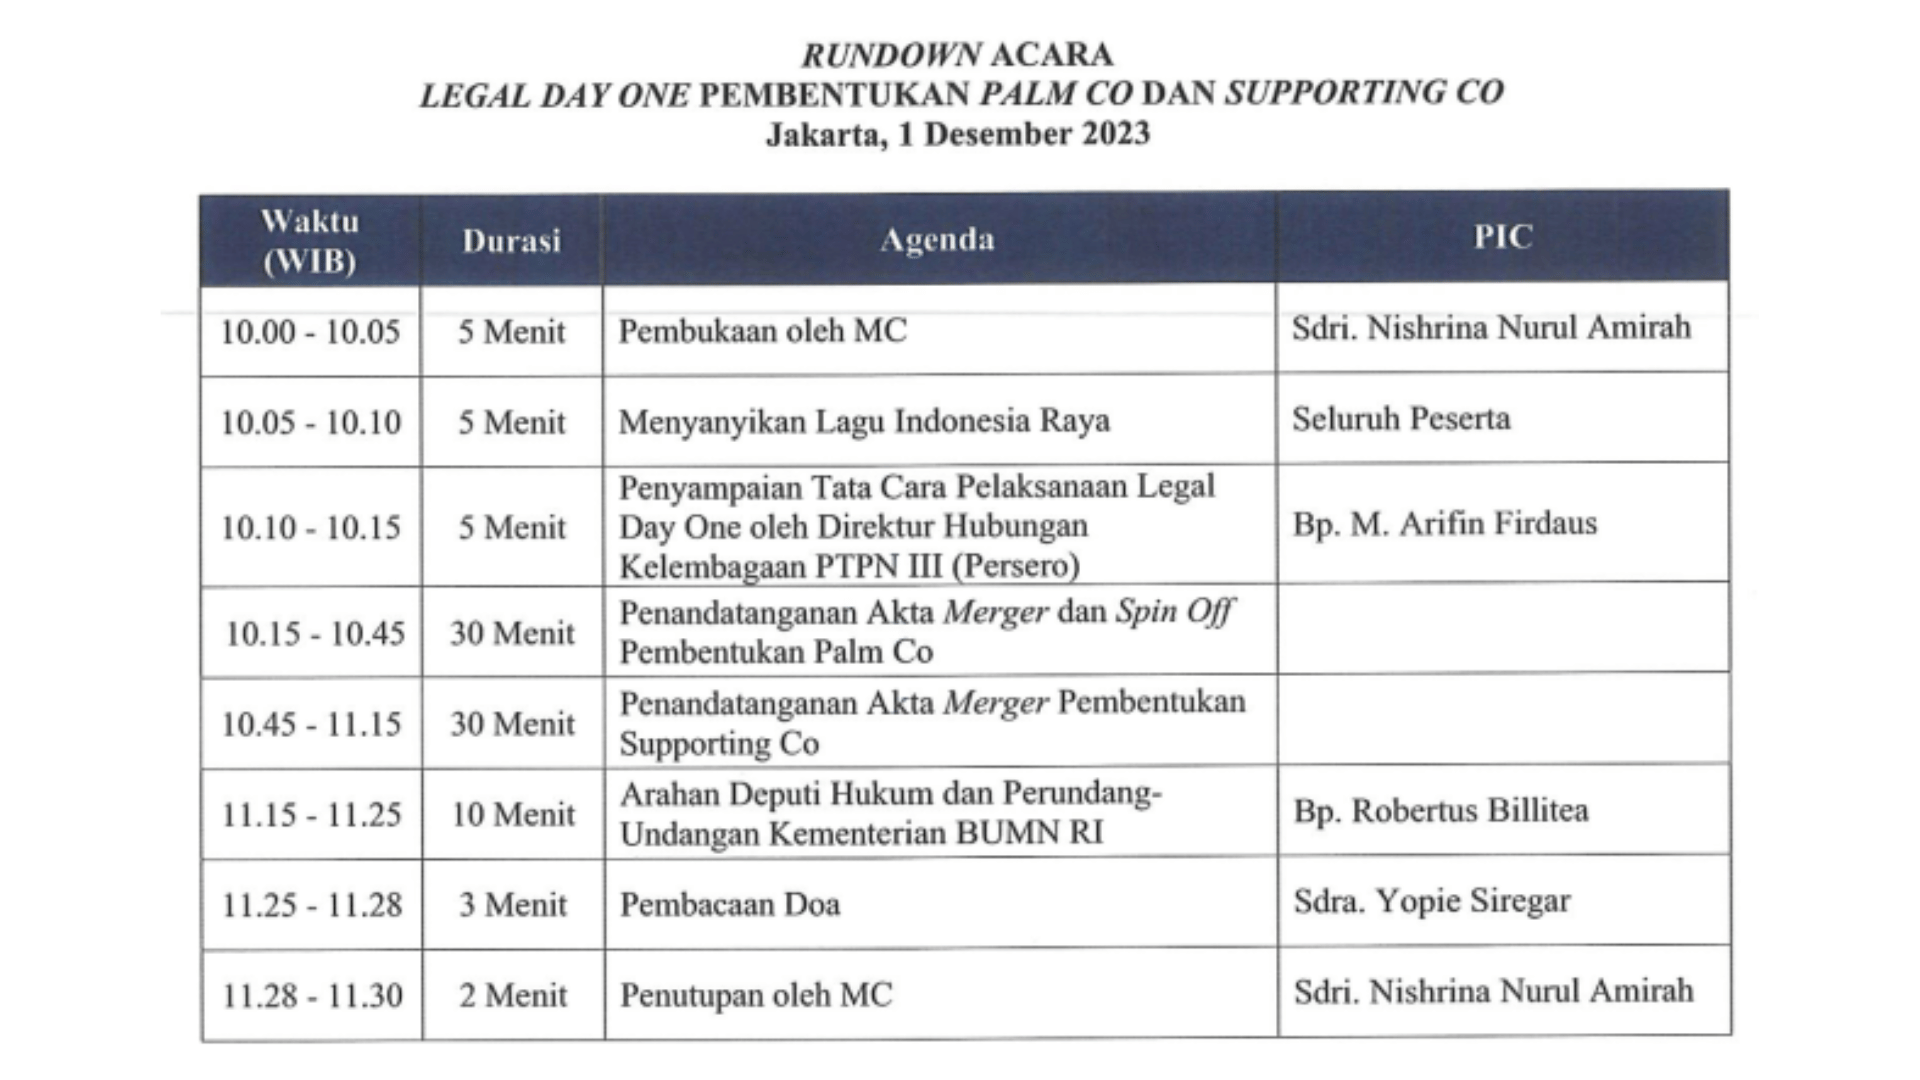 RUNDOWN ACARA
LEGAL DAY ONE PEMBENTUKAN PALM CO DAN SUPPORTING CO
Jakarta, 1 Desember 2023
Waktu
(WIB)
Durasi
Agenda
PIC
10.00 - 10.05
5 Menit
Pembukaan oleh MC
Sdri. Nishrina Nurul Amirah
10.05 - 10.10
5 Menit
Menyanyikan Lagu Indonesia Raya
Seluruh Peserta
10.10 - 10.15
5 Menit
Penyampaian Tata Cara Pelaksanaan Legal
Day One oleh Direktur Hubungan
Kelembagaan PTPN III (Persero)
Bp. M. Arifin Firdaus
10.15 - 10.45
30 Menit
Penandatanganan Akta Merger dan Spin Off
Pembentukan Palm Co
10.45 - 11.15
30 Menit
Penandatanganan Akta Merger Pembentukan
Supporting Co
11.15 - 11.25
10 Menit
Arahan Deputi Hukum dan Perundang-
Undangan Kementerian BUMN RI
Bp. Robertus Billitea
11.25 - 11.28
3 Menit
Pembacaan Doa
Sdra. Yopie Siregar
11.28 - 11.30
2 Menit
Penutupan oleh MC
Sdri. Nishrina Nurul Amirah